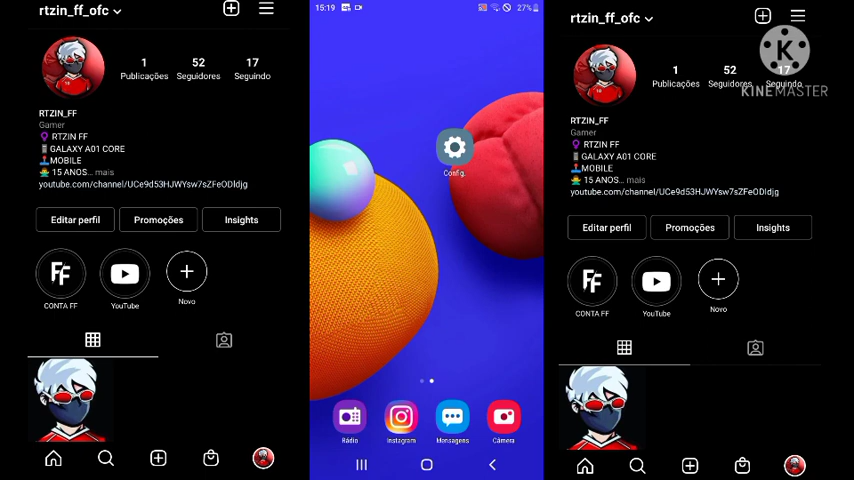 rtzin_ff_ofc
1 52 17
Publicações Seguidores Seguindo
RTZIN_FF
Gamer
RTZIN FF
GALAXY A01 CORE
MOBILE
15 ANOS... mais
youtube.com/channel/UCe9d53HJWYsw7sZFeODldjg
Editar perfil Promoções Insights
FF
CONTA FF YouTube Novo
15:19 27%
Config.
Rádio Instagram Mensagens Câmera
rtzin_ff_ofc
K
KINEMASTER
1 52 17
Publicações Seguidores Seguindo
RTZIN_FF
Gamer
RTZIN FF
GALAXY A01 CORE
MOBILE
15 ANOS... mais
youtube.com/channel/UCe9d53HJWYsw7sZFeODldjg
Editar perfil Promoções Insights
FF
CONTA FF YouTube Novo